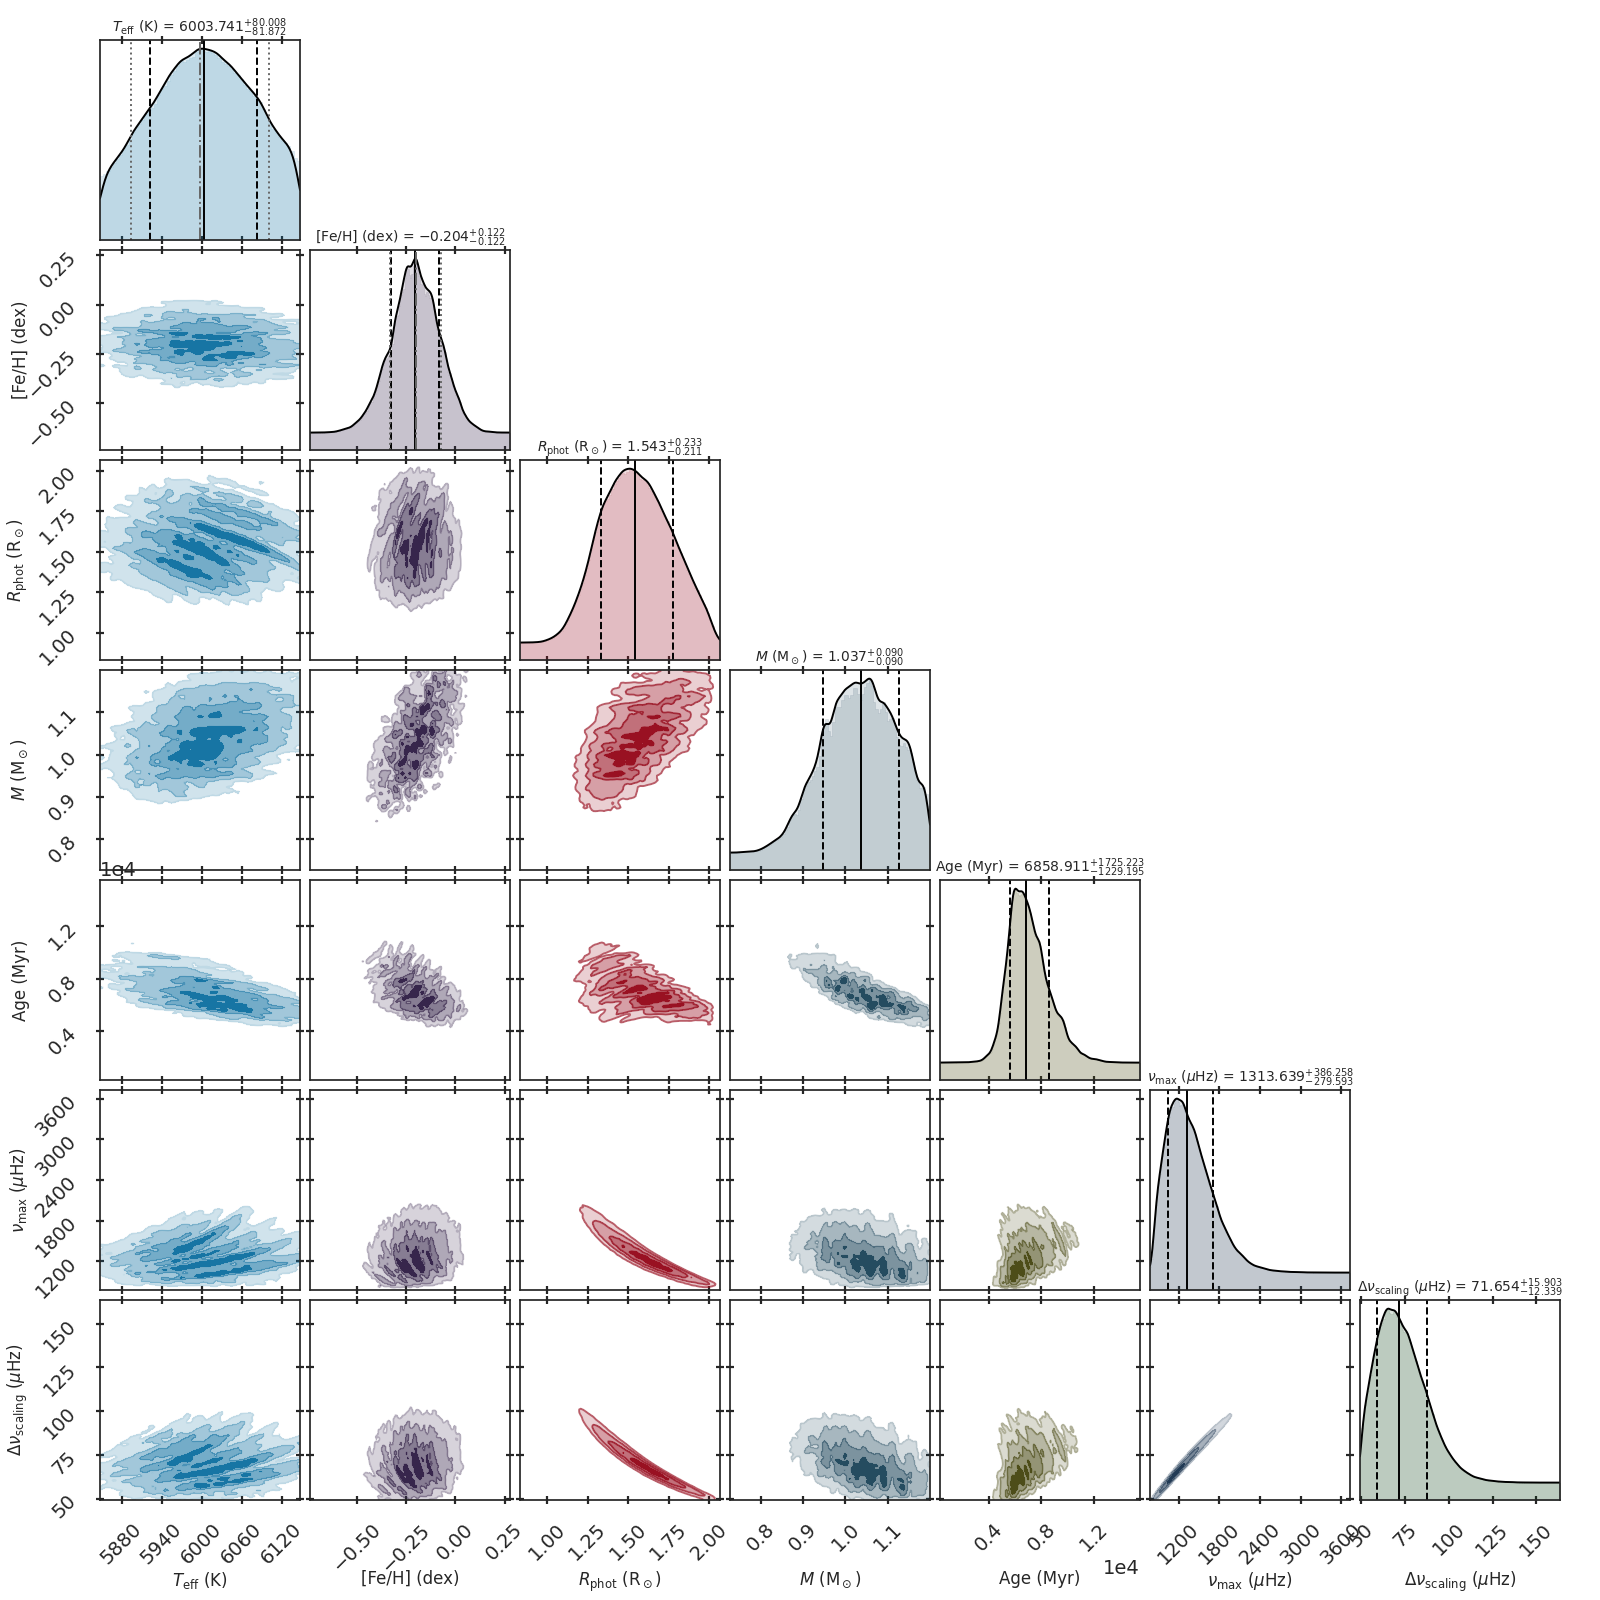 T_eff (K) = 6003.741 +80.008 −81.872
[Fe/H] (dex) = −0.204 +0.122 −0.122
0.25
0.00
−0.25
−0.50
[Fe/H] (dex)
R_phot (R⊙) = 1.543 +0.233 −0.211
2.00
1.75
1.50
1.25
1.00
R_phot (R⊙)
M (M⊙) = 1.037 +0.090 −0.090
1.1
1.0
0.9
0.8
M (M⊙)
1e4
Age (Myr) = 6858.911 +1725.223 −1229.195
1.2
0.8
0.4
Age (Myr)
ν_max (μHz) = 1313.639 +386.258 −279.593
3600
3000
2400
1800
1200
ν_max (μHz)
Δν_scaling (μHz) = 71.654 +15.903 −12.339
150
125
100
75
50
Δν_scaling (μHz)
5880 5940 6000 6060 6120 −0.50 −0.25 0.00 0.25 1.00 1.25 1.50 1.75 2.00 0.8 0.9 1.0 1.1 0.4 0.8 1.2 1200 1800 2400 3000 3600 50 75 100 125 150
1e4
T_eff (K) [Fe/H] (dex) R_phot (R⊙) M (M⊙) Age (Myr) ν_max (μHz) Δν_scaling (μHz)